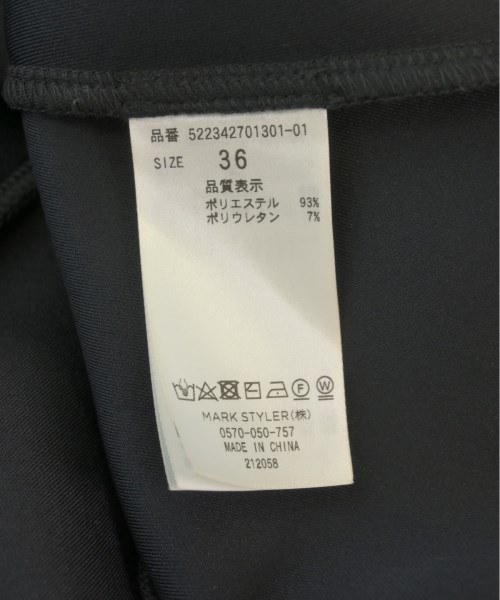 品番 522342701301-01
SIZE 36
品質表示
ポリエステル 93%
ポリウレタン 7%
MARK STYLER(株)
0570-050-757
MADE IN CHINA
212058